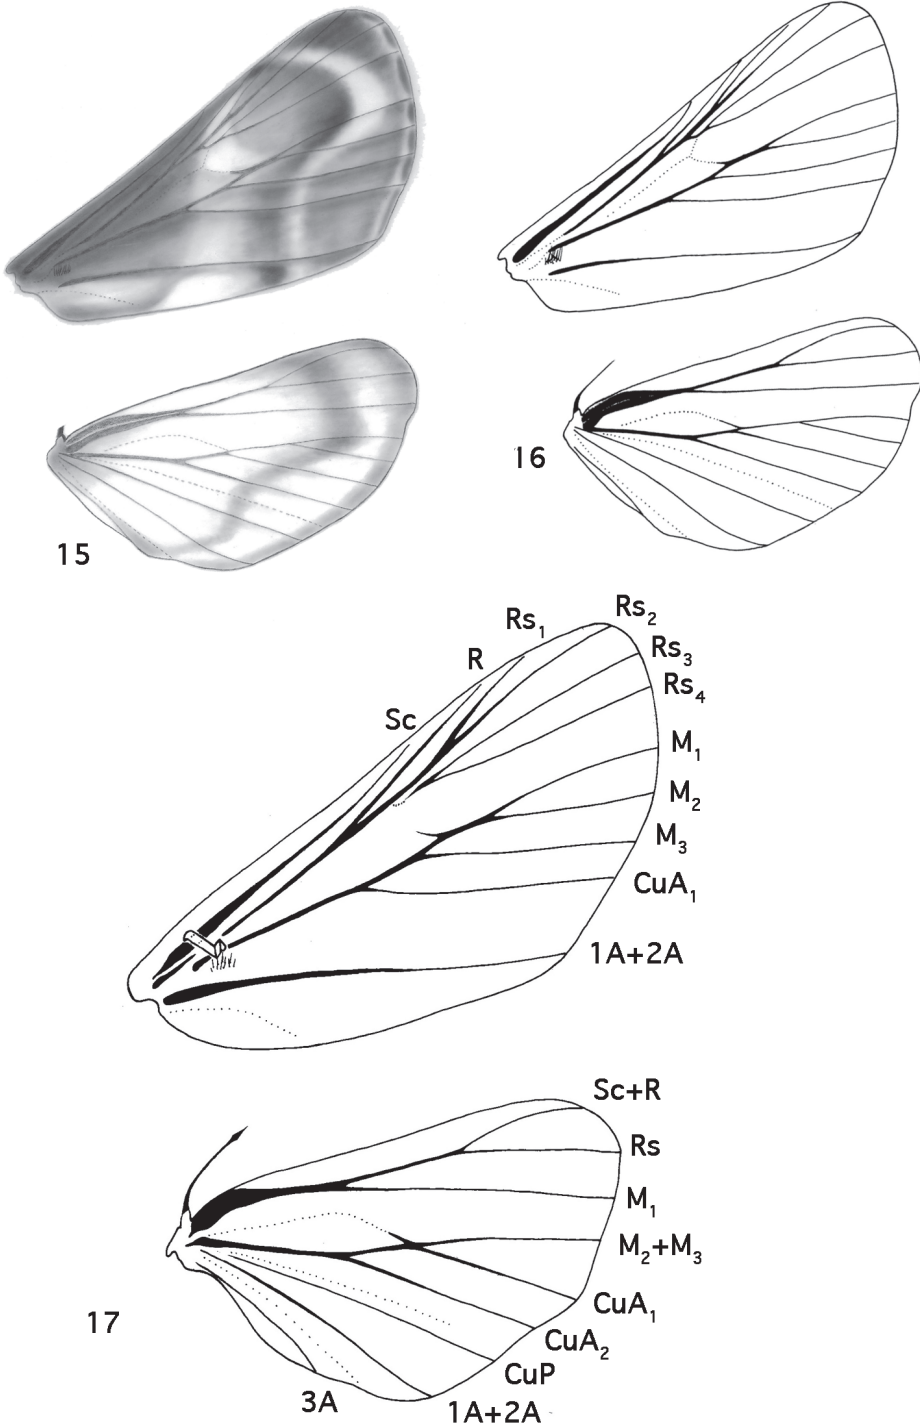 15
16
Rs₁
Rs₂
R
Rs₃
Rs₄
Sc
M₁
M₂
M₃
CuA₁
1A+2A
Sc+R
Rs
M₁
M₂+M₃
17
CuA₁
CuA₂
CuP
3A
1A+2A